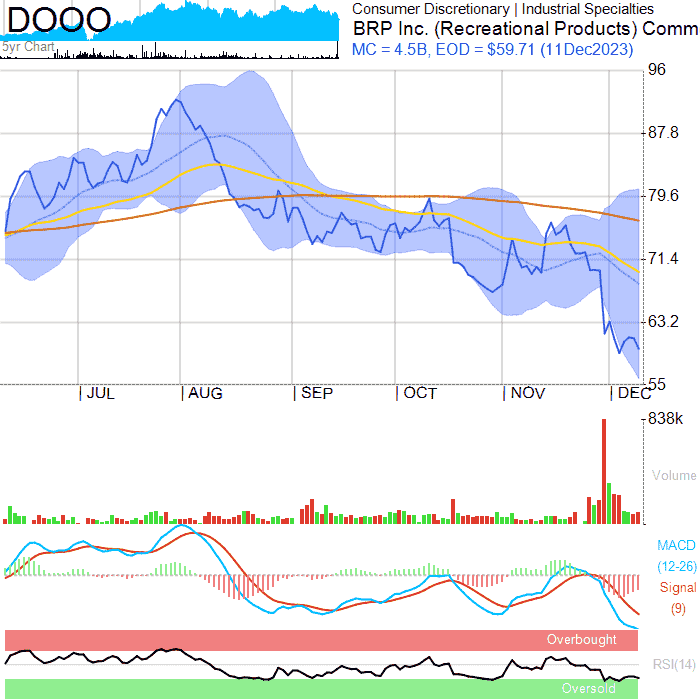 DOOO
5yr Chart
Consumer Discretionary | Industrial Specialties
BRP Inc. (Recreational Products) Comm
MC = 4.5B, EOD = $59.71 (11Dec2023)
96
87.8
79.6
71.4
63.2
55
| JUL | AUG | SEP | OCT | NOV | DEC
838k
Volume
MACD
(12-26)
Signal
(9)
Overbought
RSI(14)
Oversold